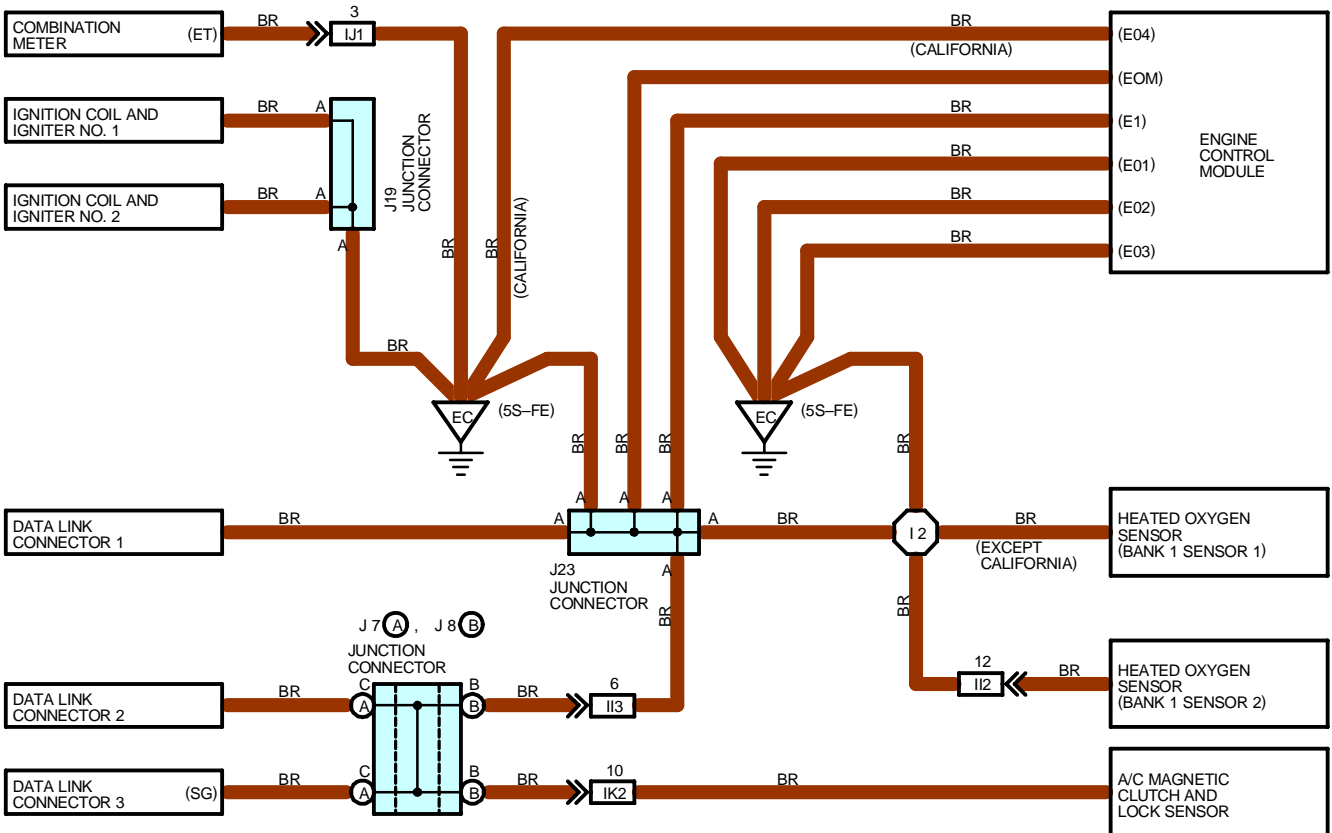 COMBINATION
METER
(ET)
BR
3
IJ1
BR
(CALIFORNIA)
(E04)
(EOM)
BR
IGNITION COIL AND
IGNITER NO. 1
BR
A
BR
(E1)
ENGINE
CONTROL
MODULE
BR
(E01)
IGNITION COIL AND
IGNITER NO. 2
BR
A
J19
JUNCTION
CONNECTOR
BR
(E02)
A
BR
BR
(CALIFORNIA)
BR
(E03)
BR
EC
(5S–FE)
EC
(5S–FE)
BR
BR
BR
BR
A
A
A
DATA LINK
CONNECTOR 1
BR
A
A
BR
I 2
BR
(EXCEPT
CALIFORNIA)
HEATED OXYGEN
SENSOR
(BANK 1 SENSOR 1)
J23
JUNCTION
CONNECTOR
A
BR
BR
J 7 A , J 8 B
JUNCTION
CONNECTOR
DATA LINK
CONNECTOR 2
BR
C
A
B
B
BR
6
II3
12
II2
BR
HEATED OXYGEN
SENSOR
(BANK 1 SENSOR 2)
DATA LINK
CONNECTOR 3
(SG)
BR
C
A
B
B
BR
10
IK2
BR
A/C MAGNETIC
CLUTCH AND
LOCK SENSOR